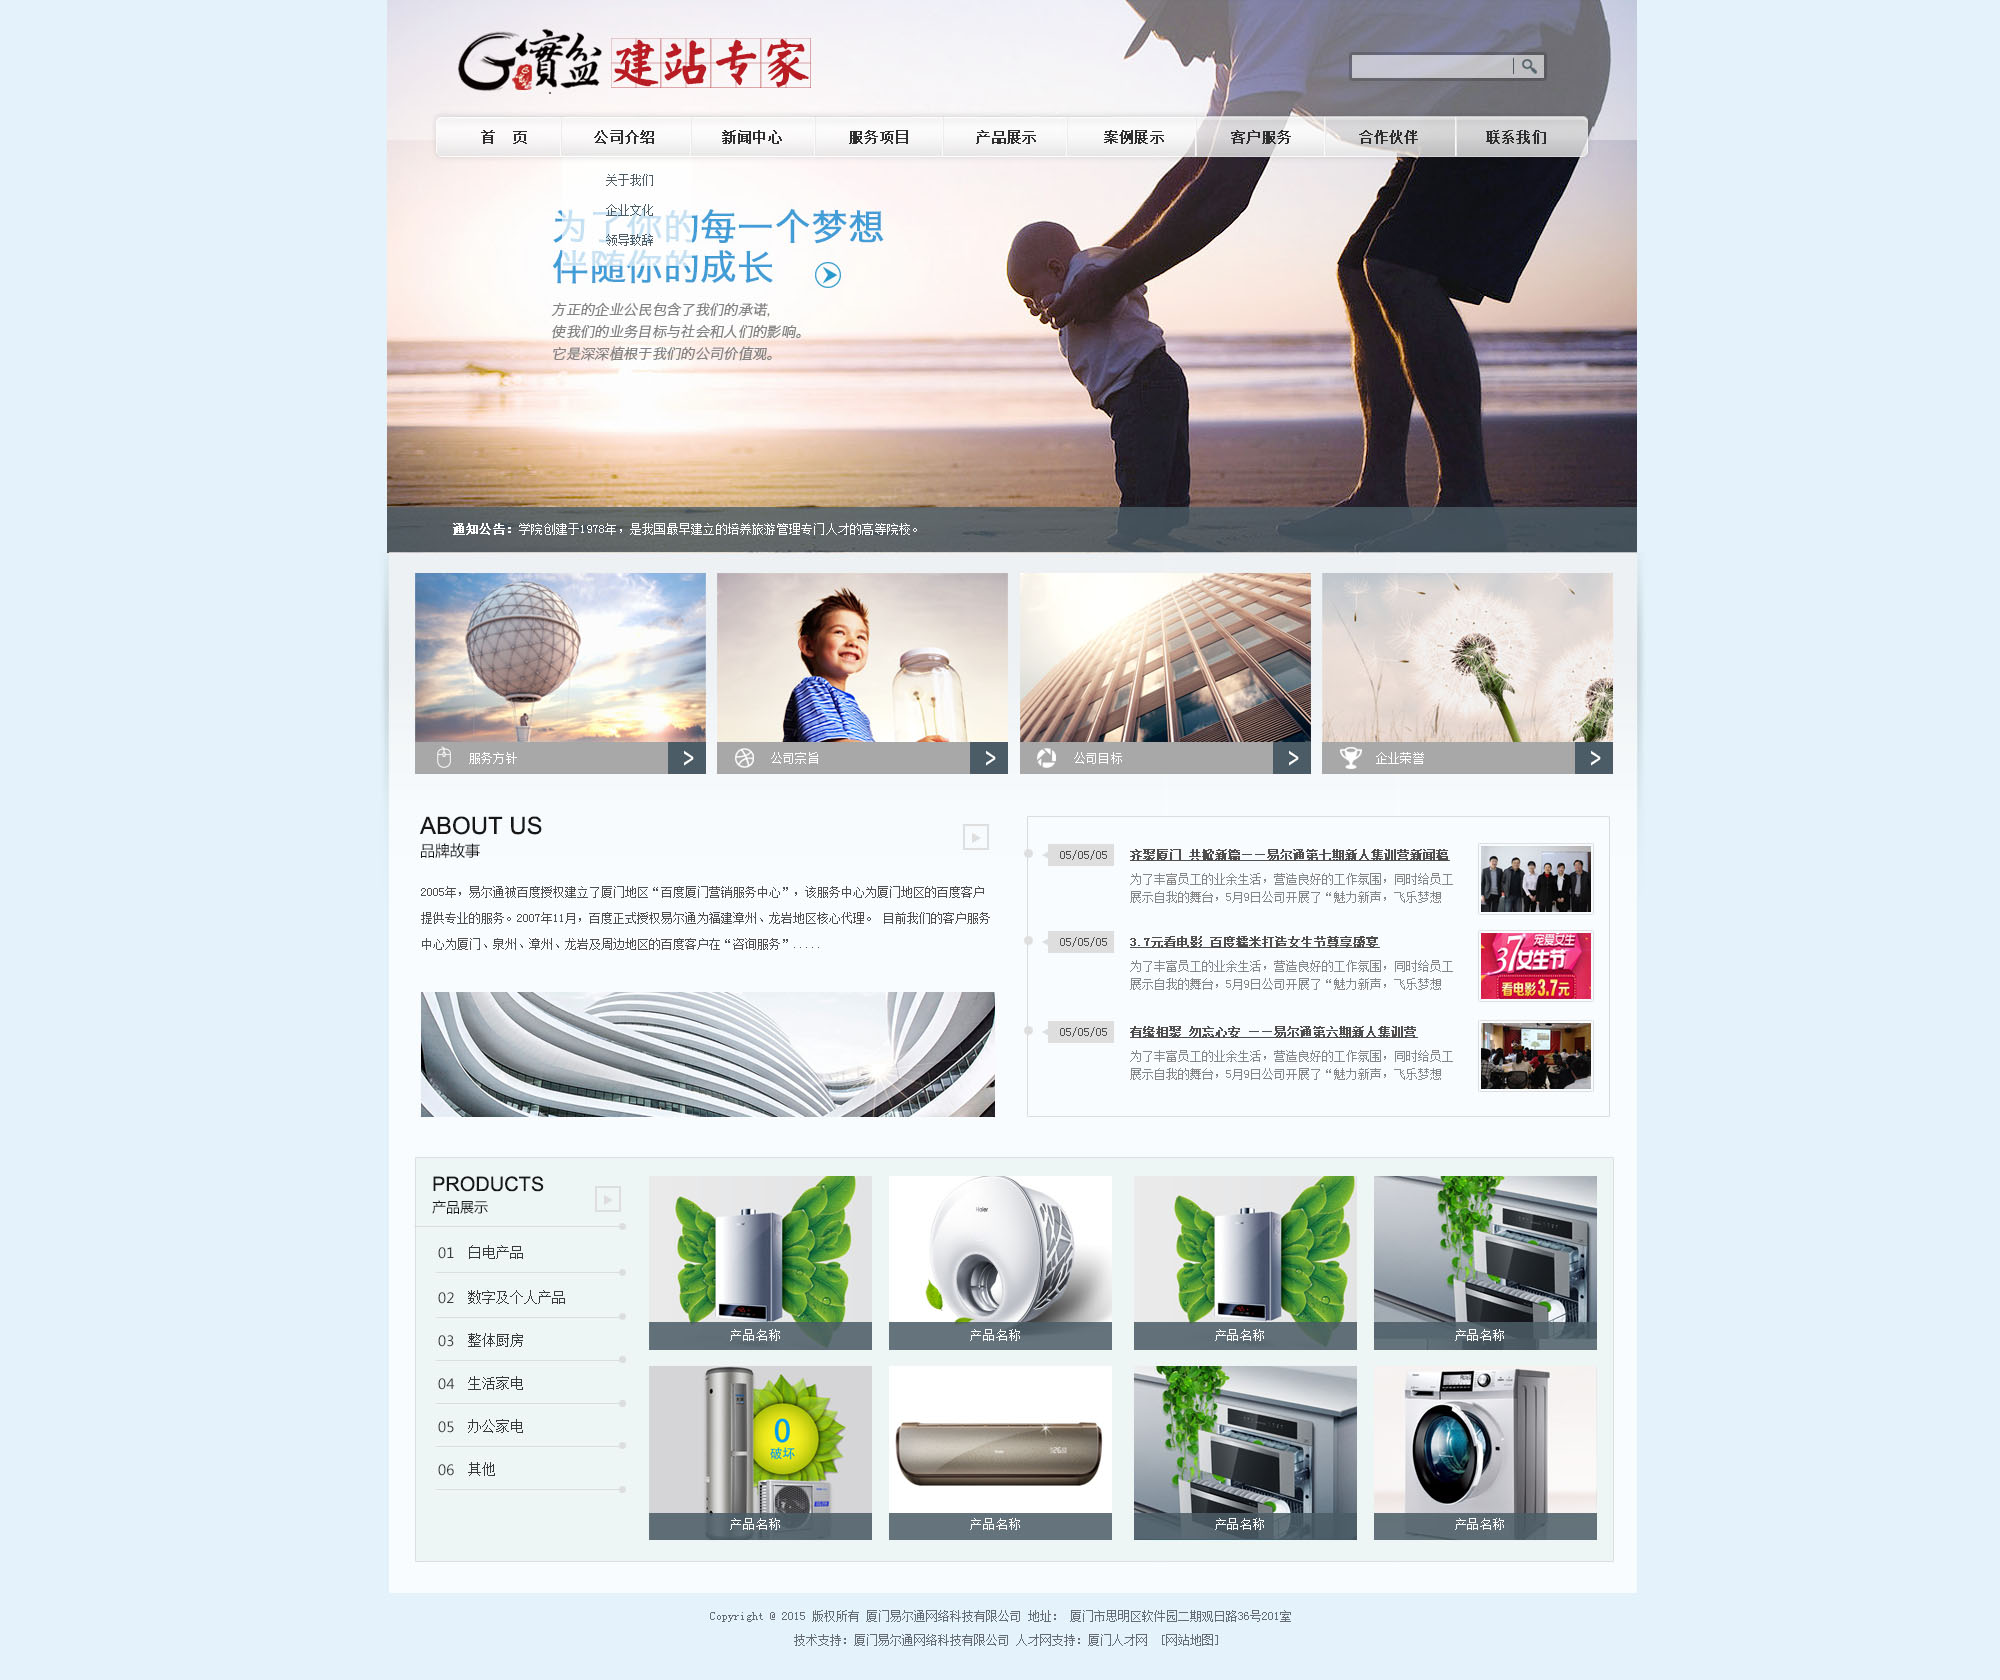 G實盆 建站专家
首 页 公司介绍 新闻中心 服务项目 产品展示 案例展示 客户服务 合作伙伴 联系我们
关于我们
企业文化
领导致辞
为了你的每一个梦想
伴随你的成长
方正的企业公民包含了我们的承诺,
使我们的业务目标与社会和人们的影响。
它是深深植根于我们的公司价值观。
通知公告：学院创建于1978年，是我国最早建立的培养旅游管理专门人才的高等院校。
服务方针
公司宗旨
公司目标
企业荣誉
ABOUT US
品牌故事
2005年，易尔通被百度授权建立了厦门地区“百度厦门营销服务中心”，该服务中心为厦门地区的百度客户
提供专业的服务。2007年11月，百度正式授权易尔通为福建漳州、龙岩地区核心代理。 目前我们的客户服务
中心为厦门、泉州、漳州、龙岩及周边地区的百度客户在“咨询服务”.....
05/05/05
齐聚厦门 共掀新篇——易尔通第七期新人集训营新闻稿
为了丰富员工的业余生活，营造良好的工作氛围，同时给员工
展示自我的舞台，5月9日公司开展了“魅力新声，飞乐梦想
05/05/05
3.7元看电影 百度糯米打造女生节尊享盛宴
为了丰富员工的业余生活，营造良好的工作氛围，同时给员工
展示自我的舞台，5月9日公司开展了“魅力新声，飞乐梦想
宠爱女生
37女生节
看电影3.7元
05/05/05
有缘相聚 勿忘心安 ——易尔通第六期新人集训营
为了丰富员工的业余生活，营造良好的工作氛围，同时给员工
展示自我的舞台，5月9日公司开展了“魅力新声，飞乐梦想
PRODUCTS
产品展示
01 白电产品
02 数字及个人产品
03 整体厨房
04 生活家电
05 办公家电
06 其他
Haier
产品名称
产品名称
产品名称
产品名称
0
破坏
产品名称
产品名称
产品名称
产品名称
Copyright @ 2015 版权所有 厦门易尔通网络科技有限公司 地址： 厦门市思明区软件园二期观日路36号201室
技术支持：厦门易尔通网络科技有限公司 人才网支持：厦门人才网 [网站地图]